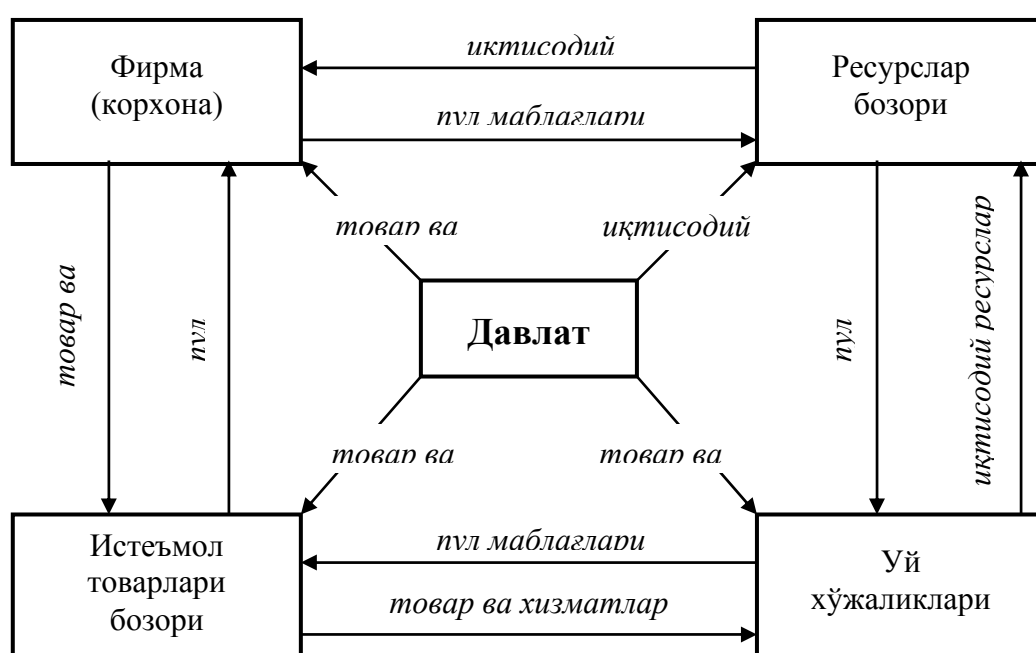 Фирма
(корхона)
иқтисодий
пул маблағлари
Ресурслар
бозори
товар ва
иқтисодий
товар ва
пул
Давлат
пул
иқтисодий ресурслар
товар ва
товар ва
Истеъмол
товарлари
бозори
пул маблағлари
товар ва хизматлар
Уй
хўжаликлари